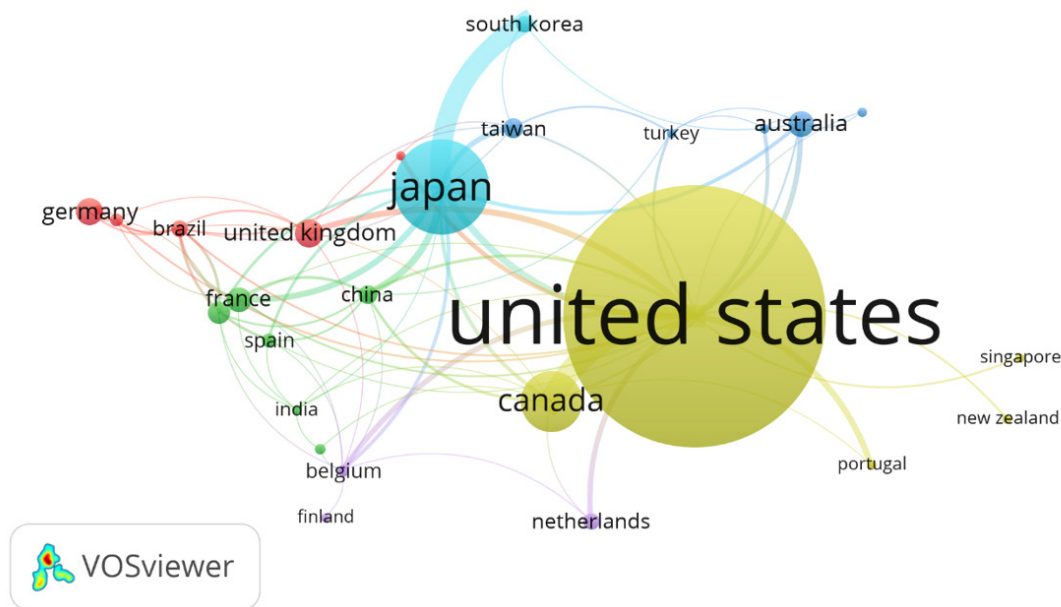 south korea
taiwan
turkey
australia
japan
germany
brazil
united kingdom
france
china
united states
spain
singapore
canada
india
new zealand
belgium
portugal
finland
netherlands
VOSviewer